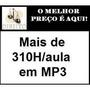 O MELHOR
PREÇO É AQUI!
Mais de
310H/aula
em MP3